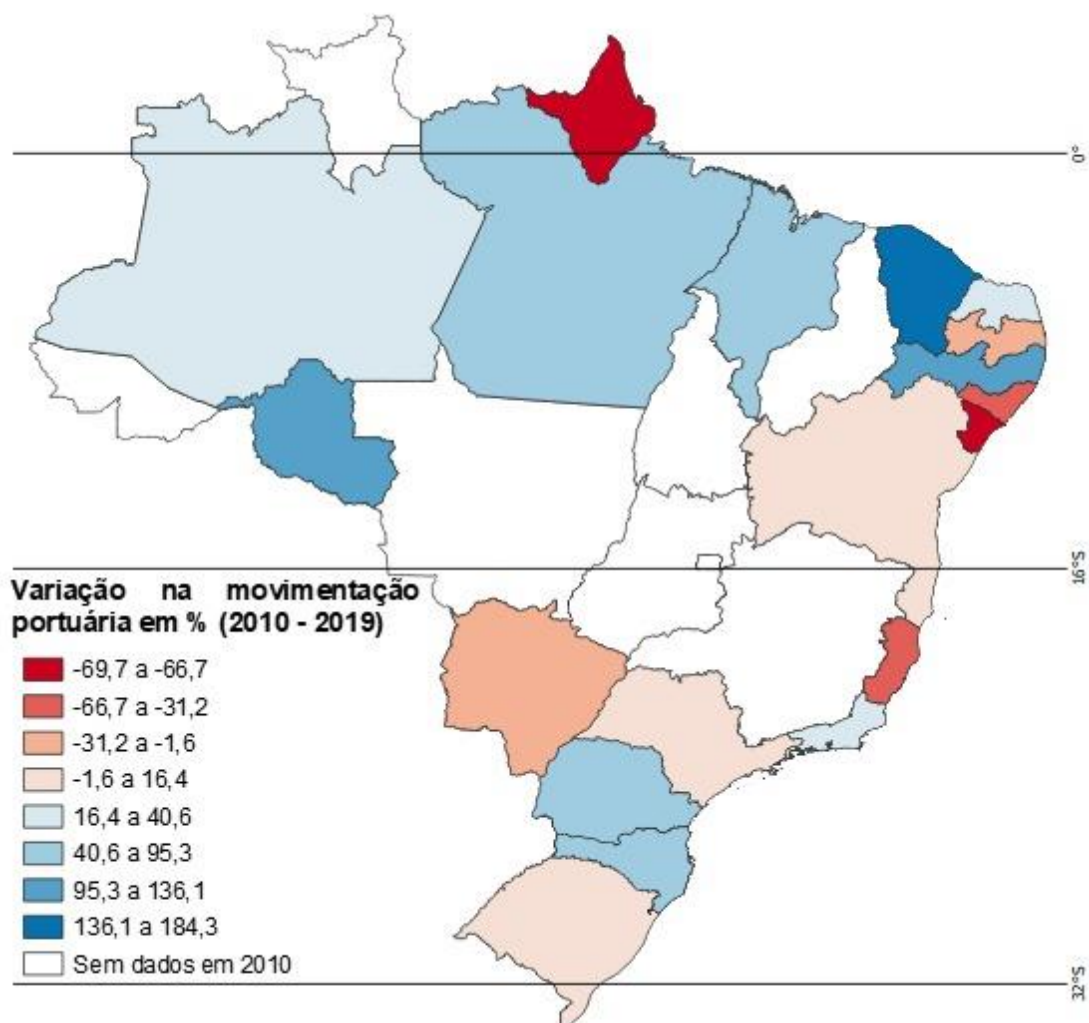 0°
16°S
Variação na movimentação
portuária em % (2010 - 2019)
-69,7 a -66,7
-66,7 a -31,2
-31,2 a -1,6
-1,6 a 16,4
16,4 a 40,6
40,6 a 95,3
95,3 a 136,1
136,1 a 184,3
Sem dados em 2010
32°S